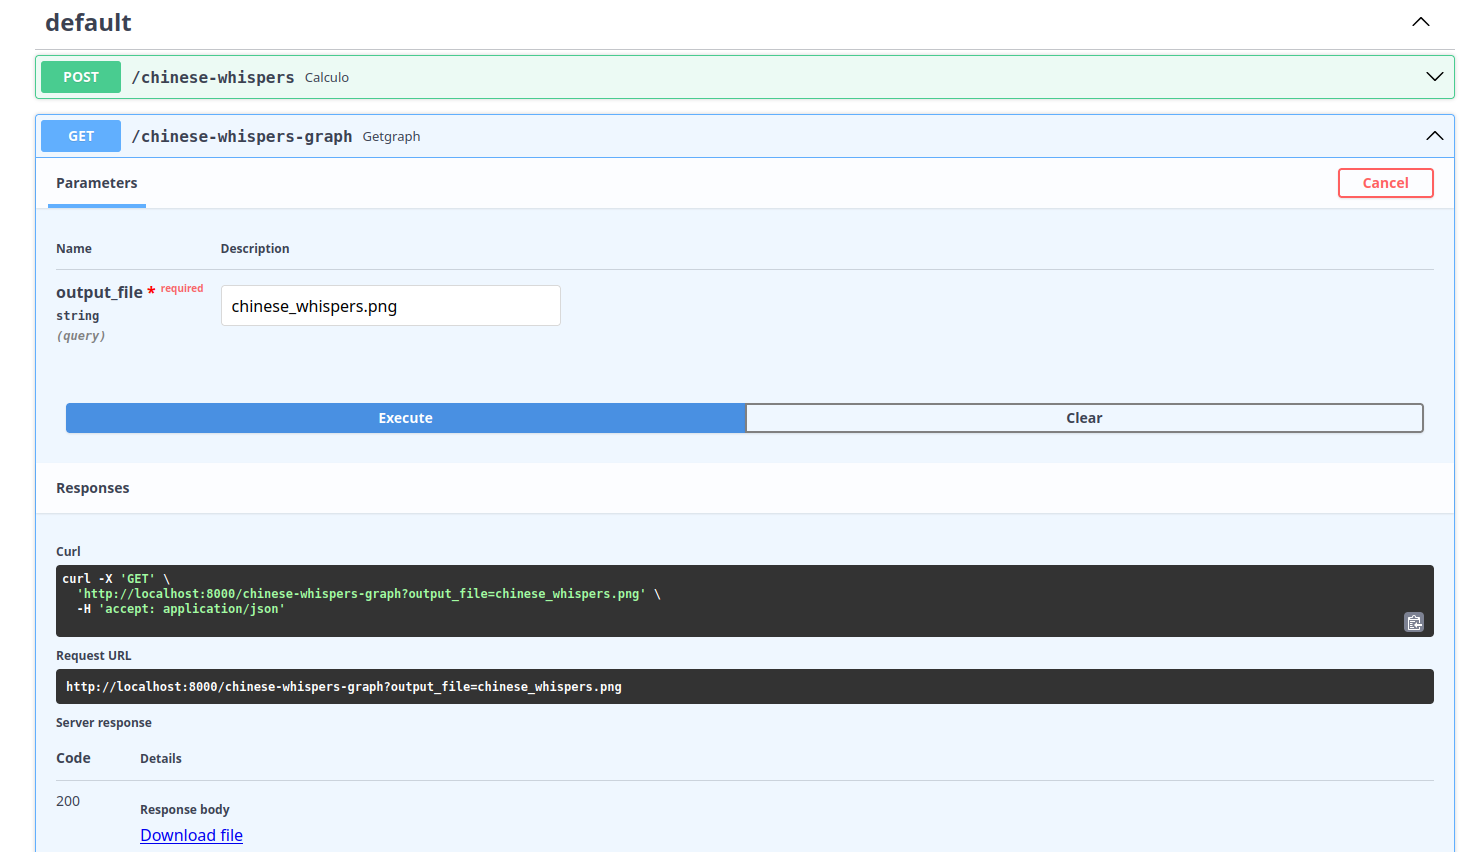 default
POST /chinese-whispers Calculo
GET /chinese-whispers-graph Getgraph
Parameters Cancel
Name Description
output_file * required chinese_whispers.png
string
(query)
Execute Clear
Responses
Curl
curl -X 'GET' \
'http://localhost:8000/chinese-whispers-graph?output_file=chinese_whispers.png' \
-H 'accept: application/json'
Request URL
http://localhost:8000/chinese-whispers-graph?output_file=chinese_whispers.png
Server response
Code Details
200
Response body
Download file